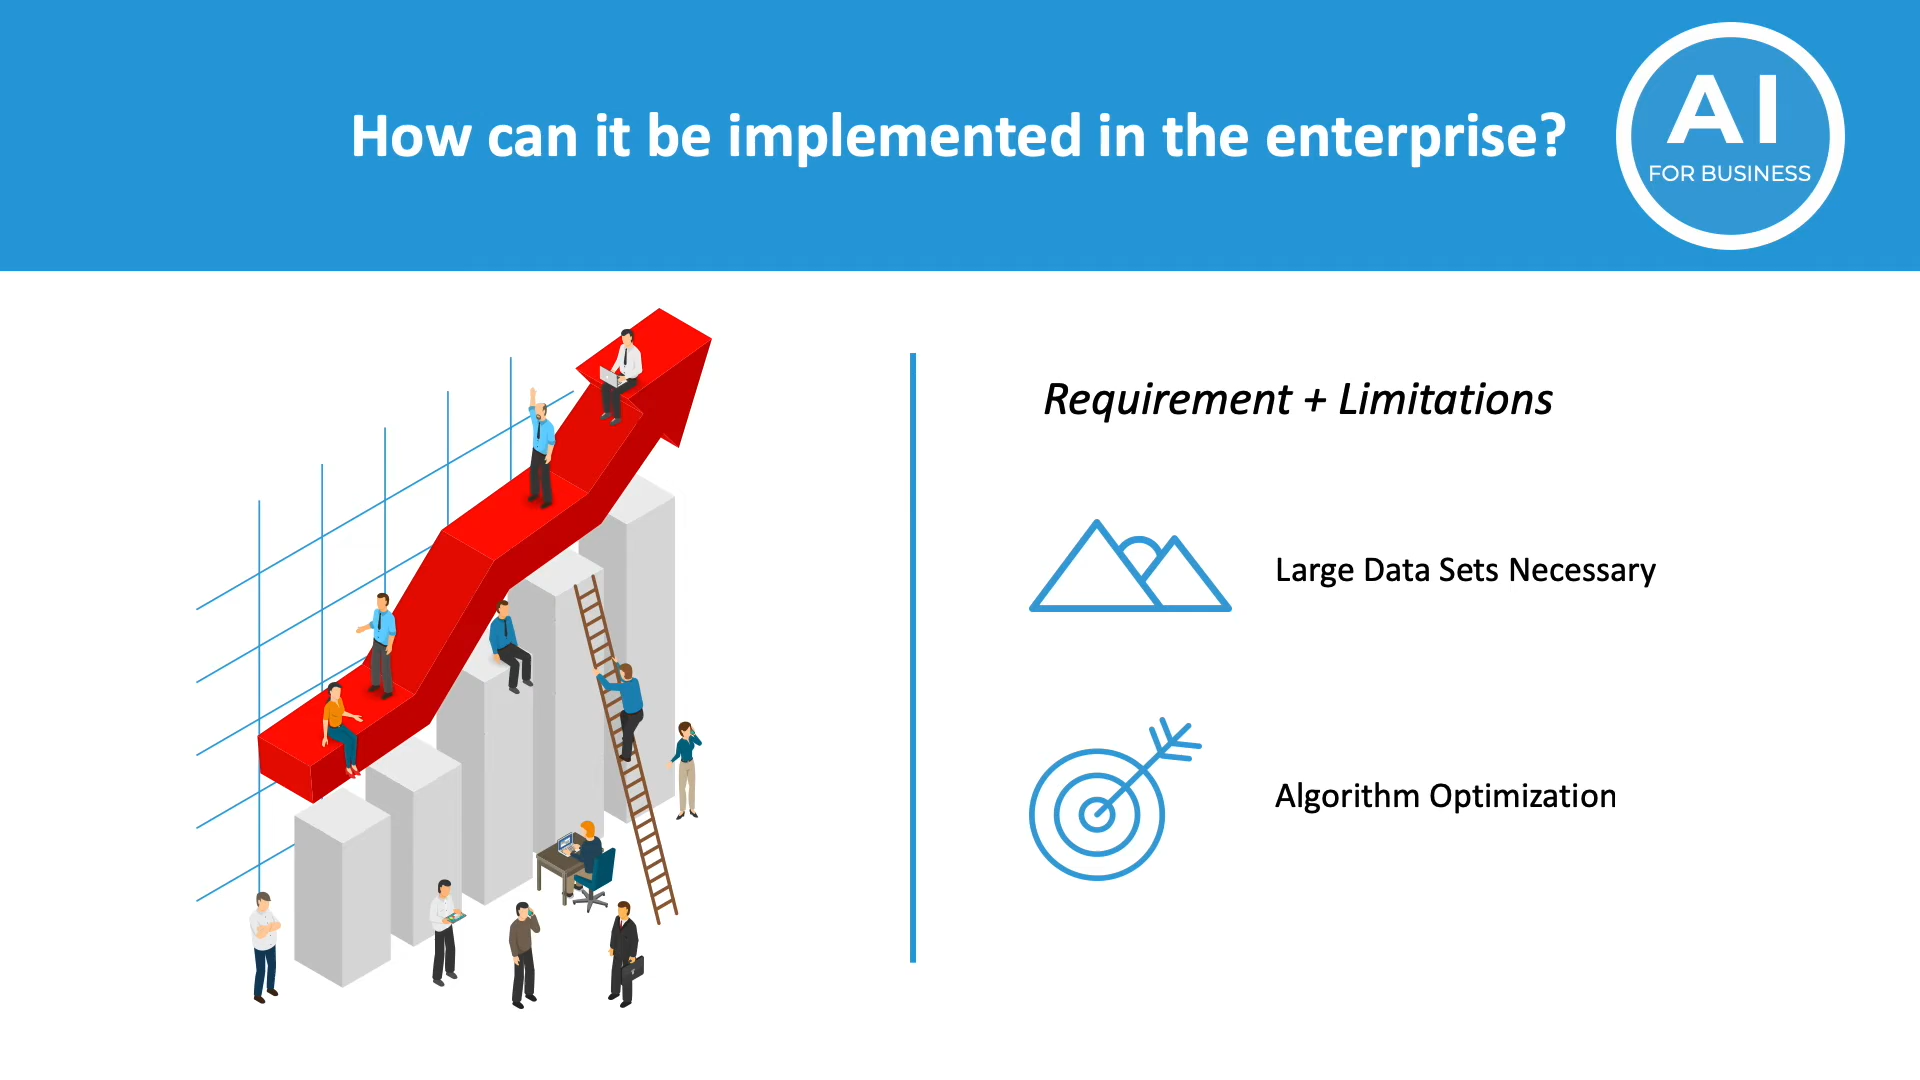 How can it be implemented in the enterprise?
AI
FOR BUSINESS
Requirement + Limitations
Large Data Sets Necessary
Algorithm Optimization